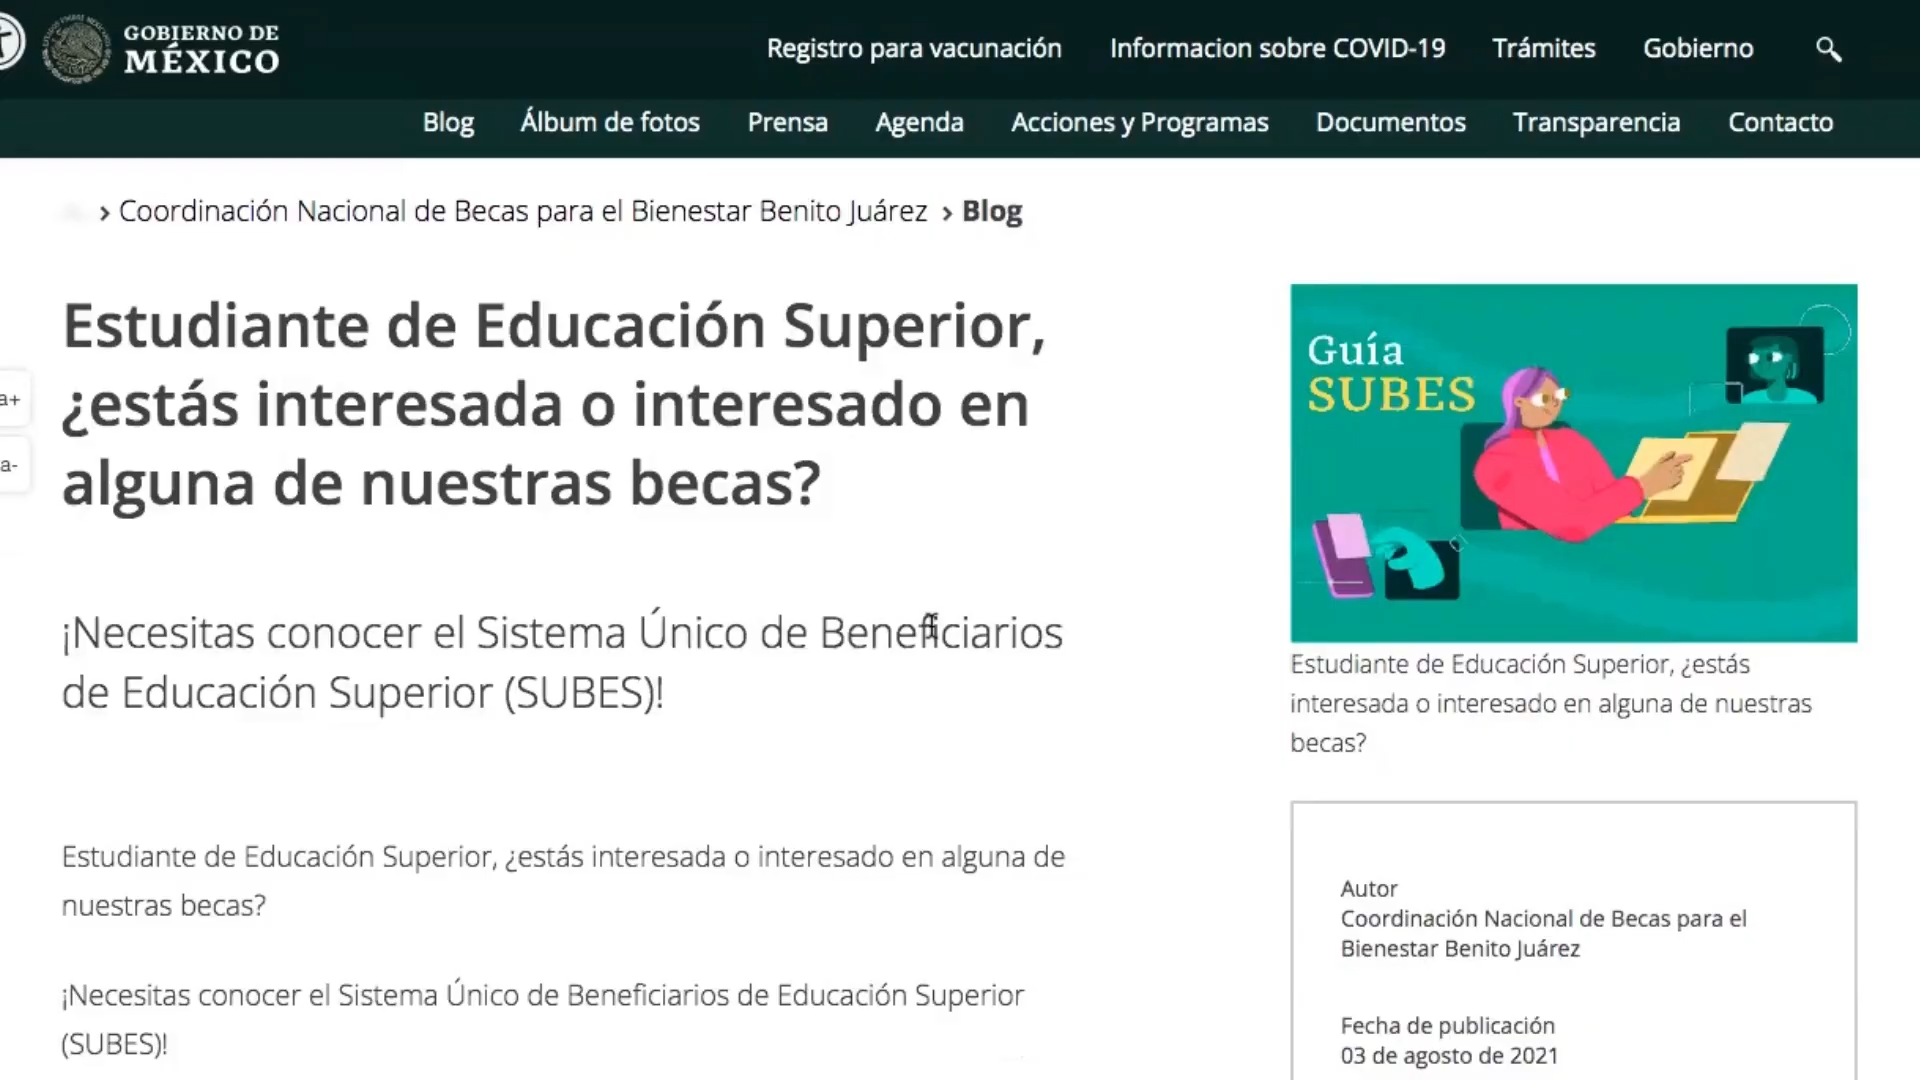 GOBIERNO DE
MÉXICO
Registro para vacunación Informacion sobre COVID-19 Trámites Gobierno
Blog Álbum de fotos Prensa Agenda Acciones y Programas Documentos Transparencia Contacto
› Coordinación Nacional de Becas para el Bienestar Benito Juárez › Blog
Estudiante de Educación Superior,
¿estás interesada o interesado en
alguna de nuestras becas?
a+
a-
¡Necesitas conocer el Sistema Único de Beneficiarios
de Educación Superior (SUBES)!
Estudiante de Educación Superior, ¿estás interesada o interesado en alguna de
nuestras becas?
¡Necesitas conocer el Sistema Único de Beneficiarios de Educación Superior
(SUBES)!
Guía
SUBES
Estudiante de Educación Superior, ¿estás
interesada o interesado en alguna de nuestras
becas?
Autor
Coordinación Nacional de Becas para el
Bienestar Benito Juárez
Fecha de publicación
03 de agosto de 2021